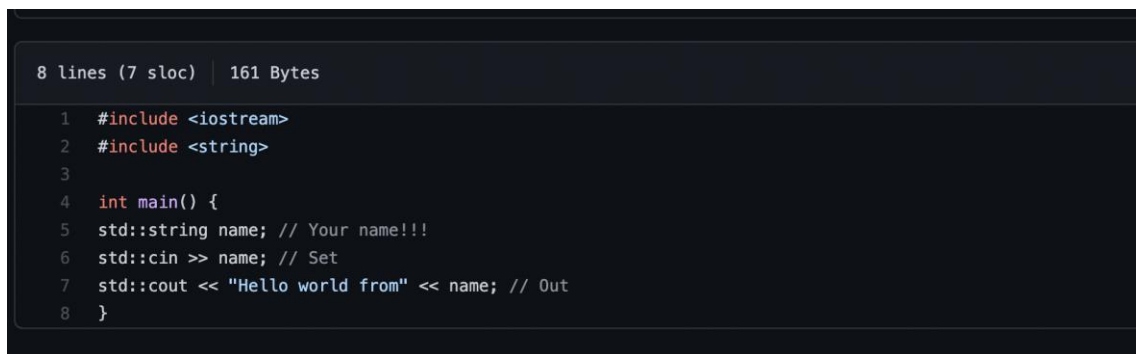 8 lines (7 sloc) 161 Bytes
1 #include <iostream>
2 #include <string>
3
4 int main() {
5 std::string name; // Your name!!!
6 std::cin >> name; // Set
7 std::cout << "Hello world from" << name; // Out
8 }